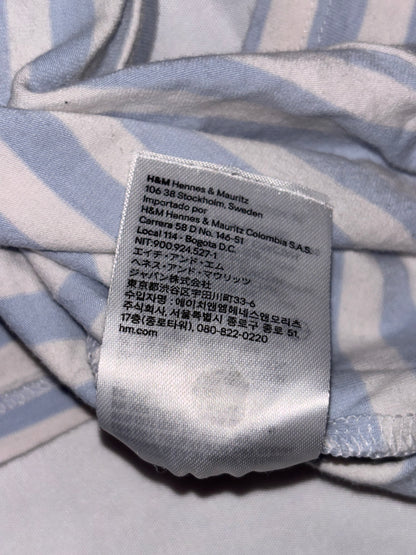 H&M Hennes & Mauritz
106 38 Stockholm, Sweden
Importado por
H&M Hennes & Mauritz Colombia S.A.S.
Carrera 58 D No. 146-51
Local 114 - Bogota D.C.
NIT:900.924.527-1
エイチ・アンド・エム
ヘネス・アンド・マウリッツ
ジャパン株式会社
東京都渋谷区宇田川町33-6
수입자명 : 에이치앤엠헤네스앤모리츠
주식회사, 서울특별시 종로구 종로 51,
17층(종로타워), 080-822-0220
hm.com